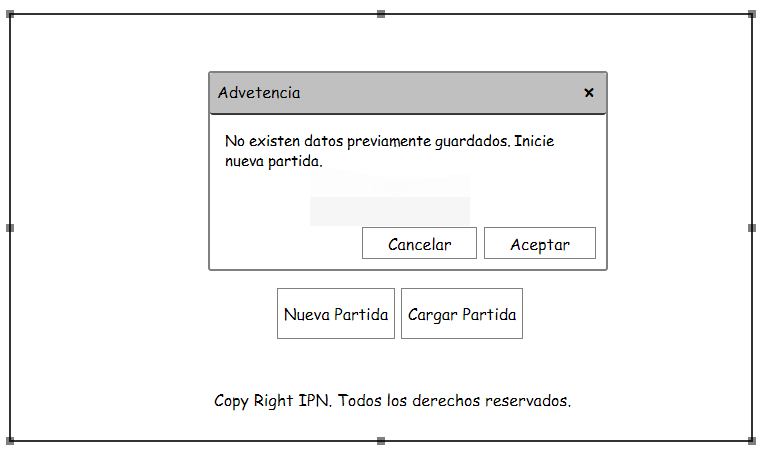 Advetencia ×
No existen datos previamente guardados. Inicie
nueva partida.
Cancelar Aceptar
Nueva Partida Cargar Partida
Copy Right IPN. Todos los derechos reservados.